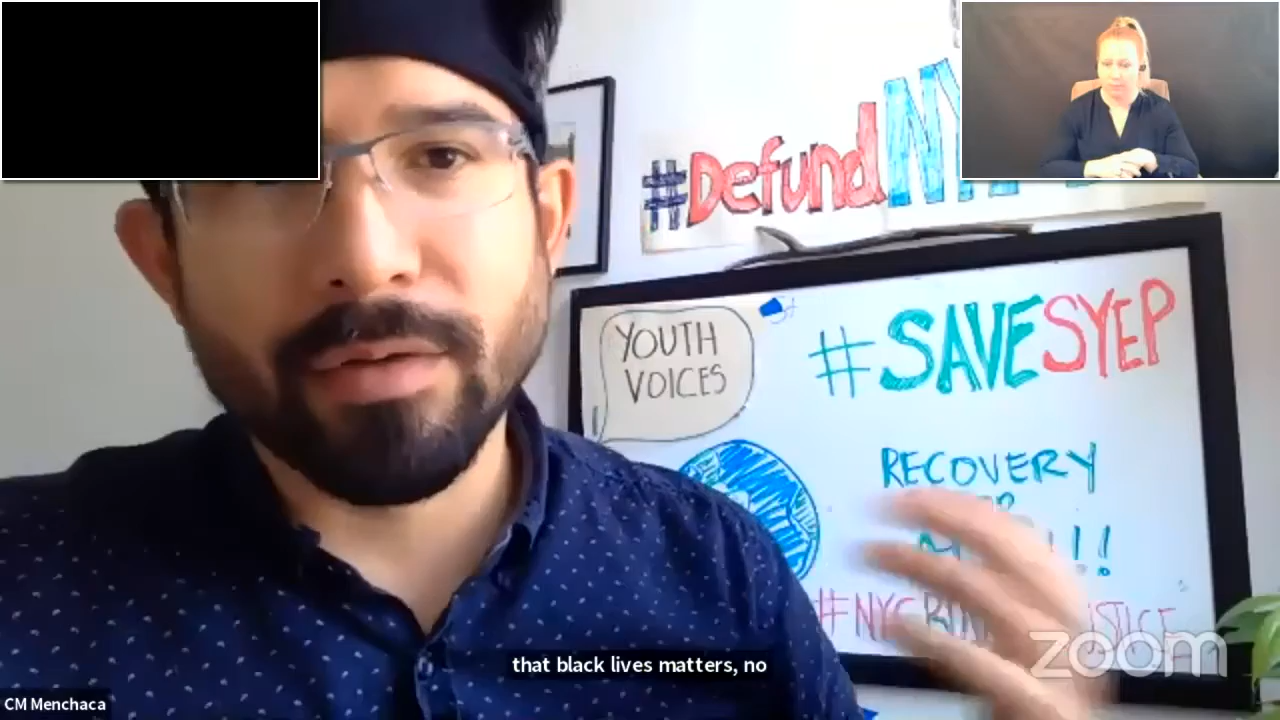 #Defund
YOUTH
VOICES
#SAVESYEP
RECOVERY
that black lives matters, no
CM Menchaca
zoom